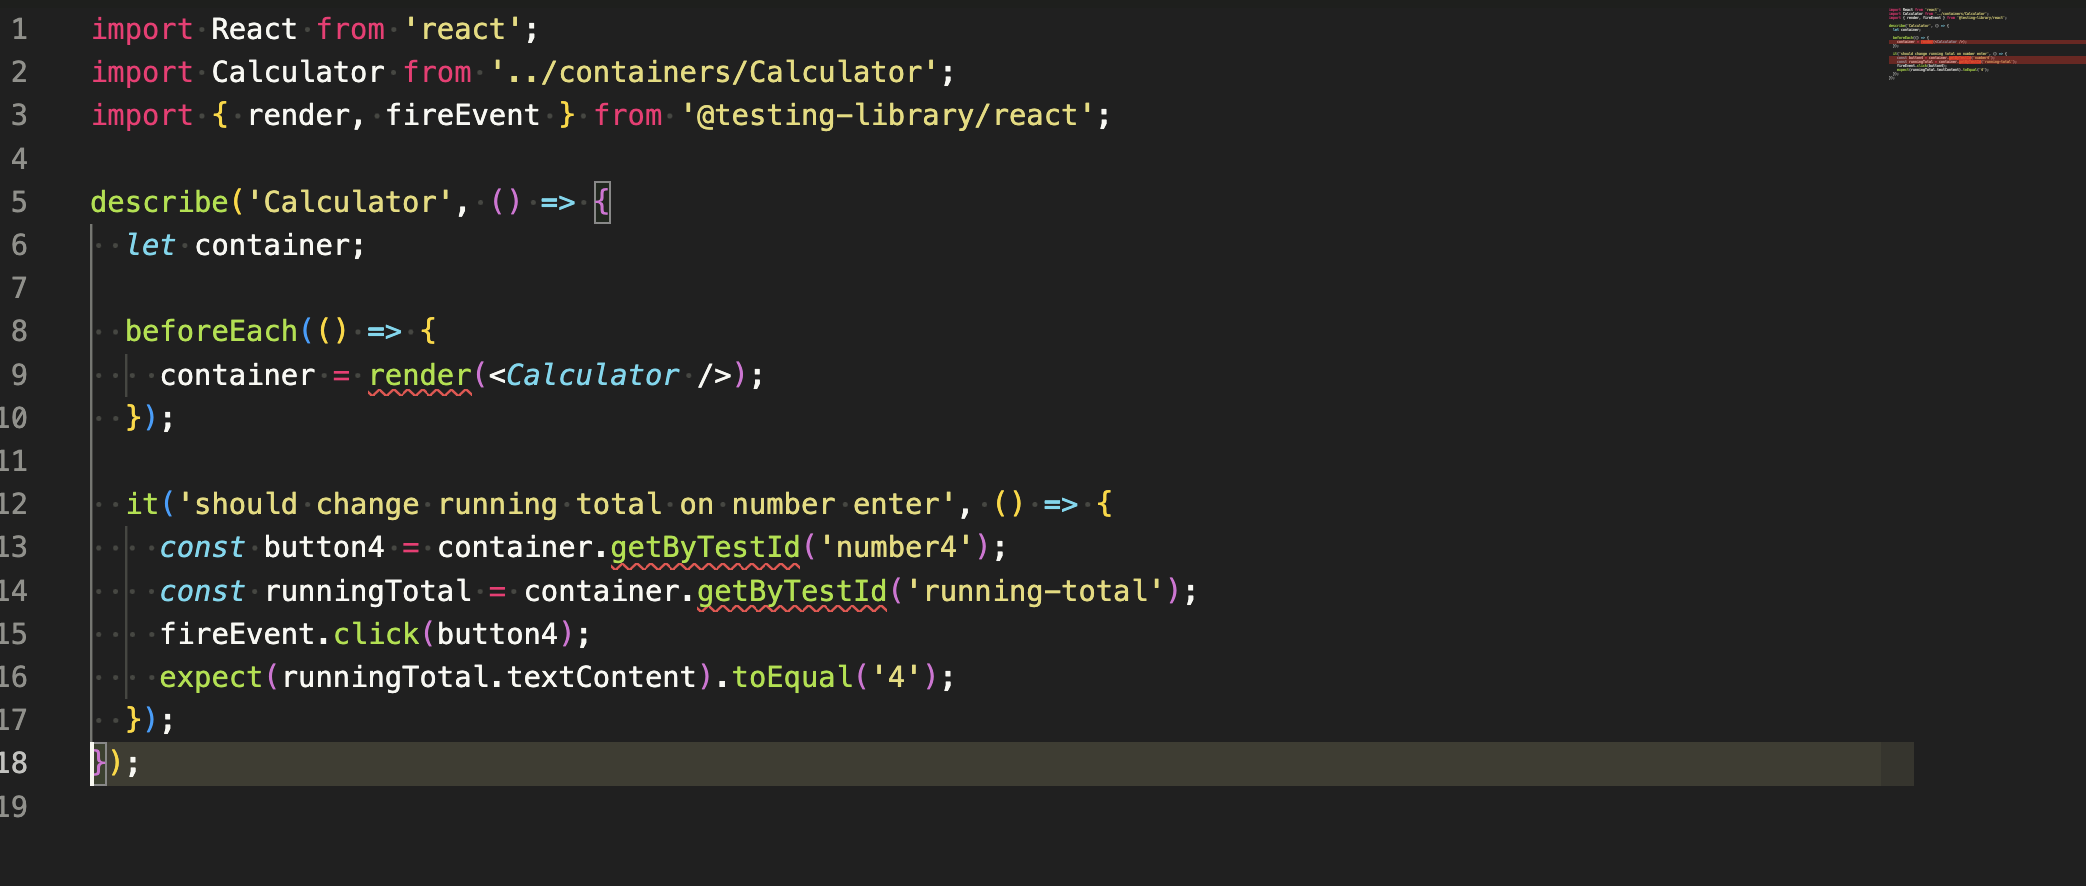 1 import React from 'react';
2 import Calculator from '../containers/Calculator';
3 import { render, fireEvent } from '@testing-library/react';
4
5 describe('Calculator', () => {
6   let container;
7
8   beforeEach(() => {
9     container = render(<Calculator />);
10   });
11
12   it('should change running total on number enter', () => {
13     const button4 = container.getByTestId('number4');
14     const runningTotal = container.getByTestId('running-total');
15     fireEvent.click(button4);
16     expect(runningTotal.textContent).toEqual('4');
17   });
18 });
19